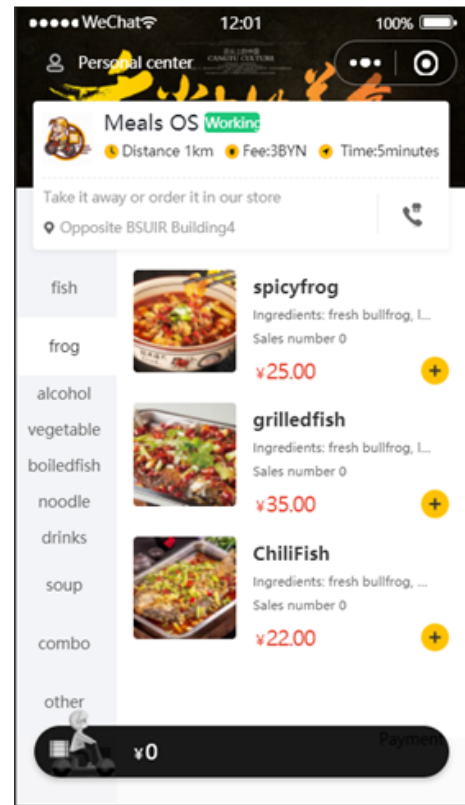 WeChat 12:01 100%
Personal center
CANGYU CULTURE
Meals OS Working
Distance 1km Fee:3BYN Time:5minutes
Take it away or order it in our store
Opposite BSUIR Building4
fish
frog
alcohol
vegetable
boiledfish
noodle
drinks
soup
combo
other
spicyfrog
Ingredients: fresh bullfrog, l...
Sales number 0
¥25.00
grilledfish
Ingredients: fresh bullfrog, l...
Sales number 0
¥35.00
ChiliFish
Ingredients: fresh bullfrog, ...
Sales number 0
¥22.00
¥0
Payment